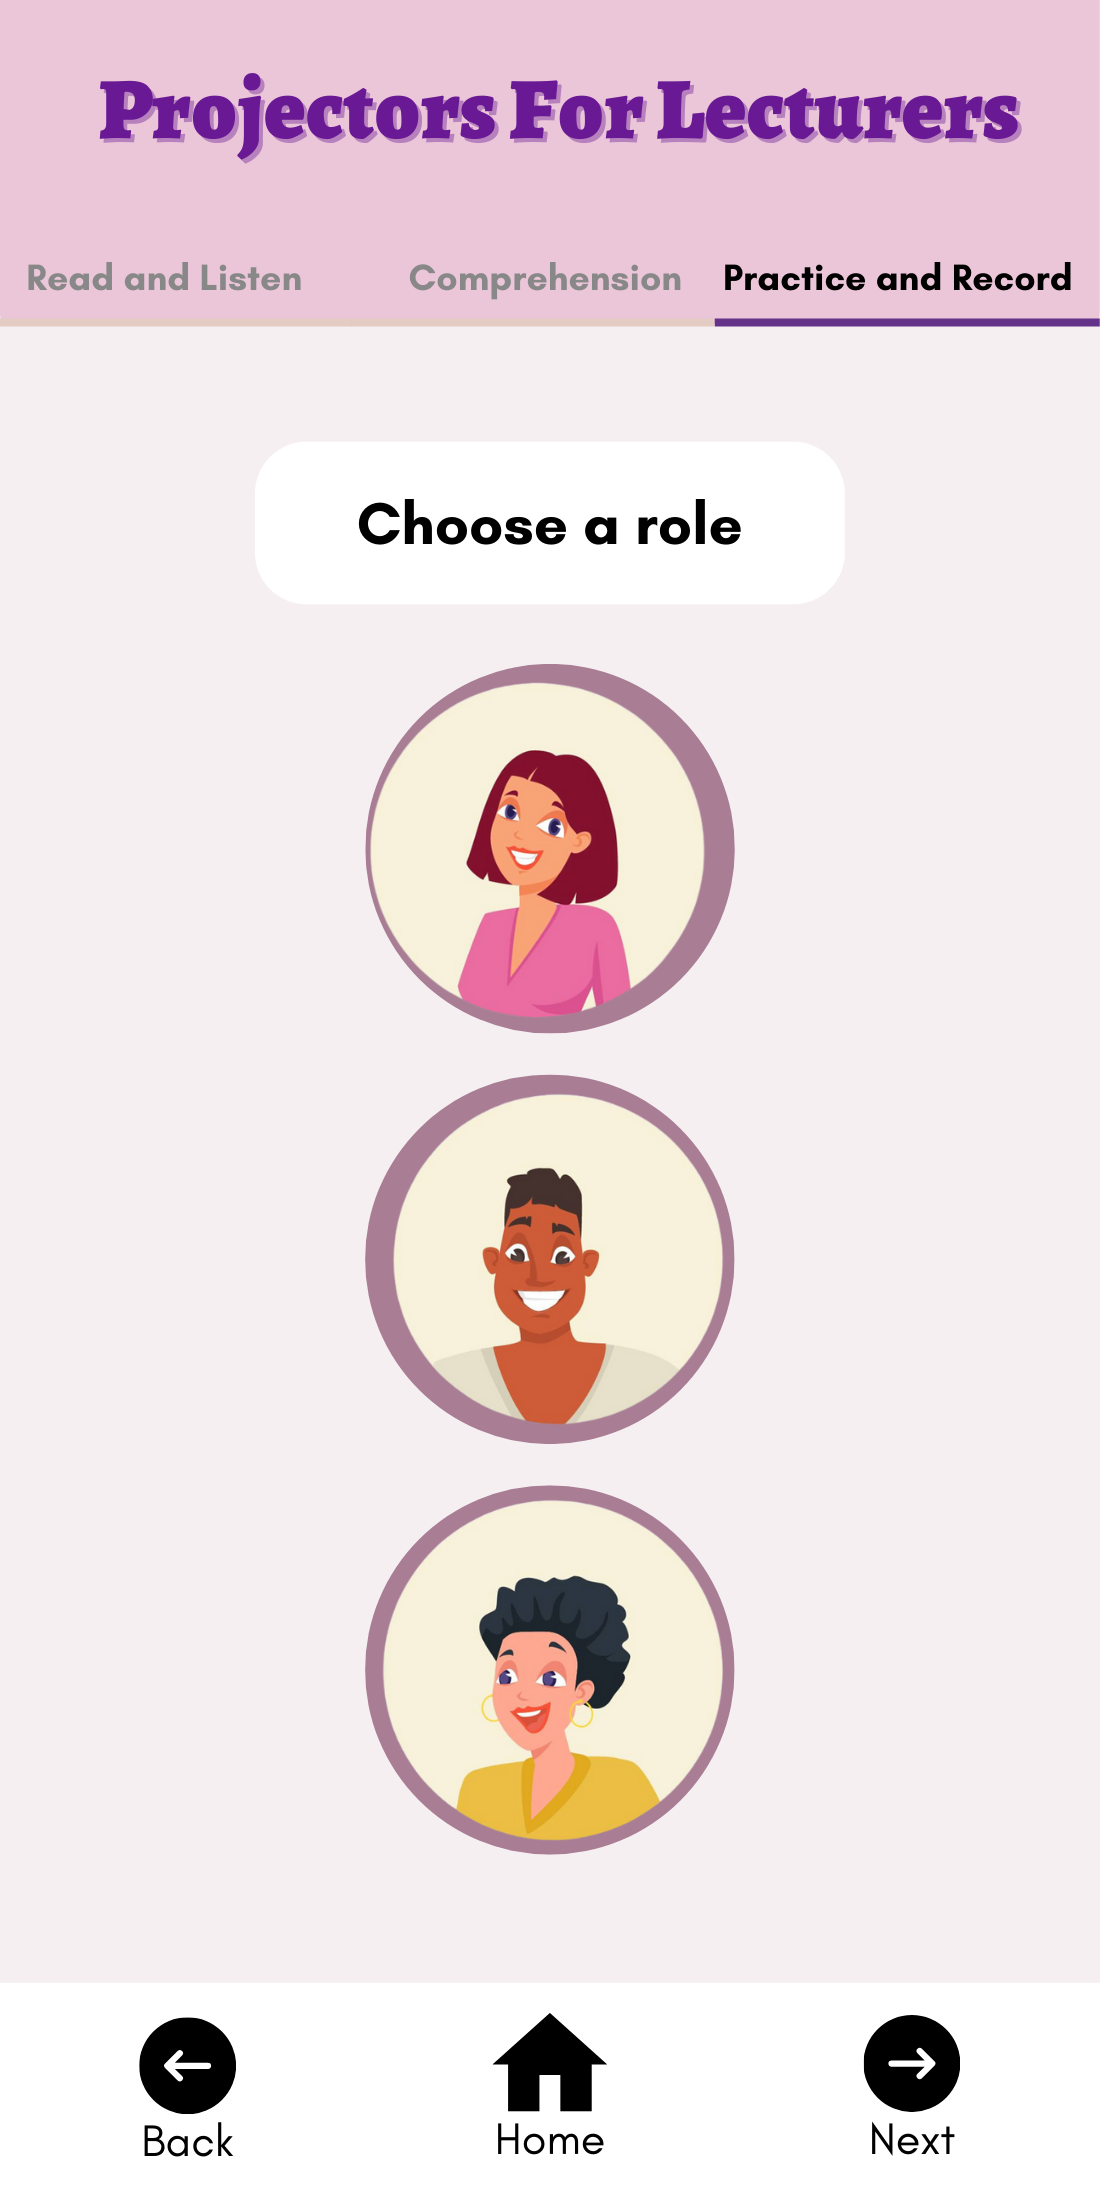 Projectors For Lecturers
Read and Listen Comprehension Practice and Record
Choose a role
Back Home Next